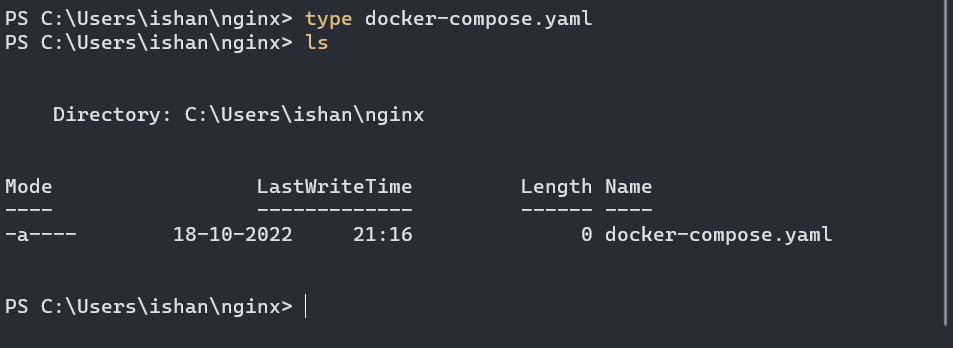 PS C:\Users\ishan\nginx> type docker-compose.yaml
PS C:\Users\ishan\nginx> ls
Directory: C:\Users\ishan\nginx
Mode                 LastWriteTime         Length Name
----                 -------------         ------ ----
-a----        18-10-2022     21:16              0 docker-compose.yaml
PS C:\Users\ishan\nginx>